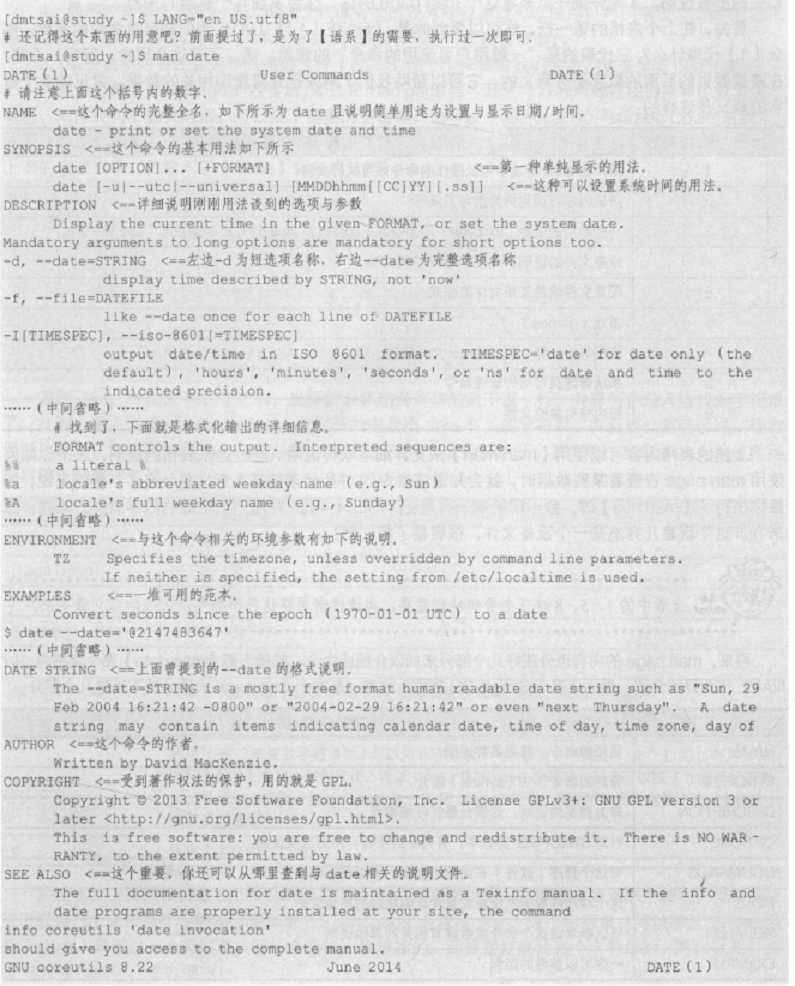 [dmtsai@study ~]$ LANG="en US.utf8"
# 还记得这个东西的用意吧？前面提过了，是为了【语系】的需要，执行过一次即可.
[dmtsai@study ~]$ man date
DATE(1) User Commands DATE(1)
# 请注意上面这个括号内的数字.
NAME <==这个命令的完整全名，如下所示为 date 且说明简单用途为设置与显示日期/时间.
date - print or set the system date and time
SYNOPSIS <==这个命令的基本用法如下所示
date [OPTION]... [+FORMAT] <==第一种单纯显示的用法.
date [-u|--utc|--universal] [MMDDhhmm[[CC]YY][.ss]] <==这种可以设置系统时间的用法.
DESCRIPTION <==详细说明刚刚用法谈到的选项与参数
Display the current time in the given FORMAT, or set the system date.
Mandatory arguments to long options are mandatory for short options too.
-d, --date=STRING <==左边-d 为短选项名称，右边--date 为完整选项名称
display time described by STRING, not 'now'
-f, --file=DATEFILE
like --date once for each line of DATEFILE
-I[TIMESPEC], --iso-8601[=TIMESPEC]
output date/time in ISO 8601 format. TIMESPEC='date' for date only (the
default), 'hours', 'minutes', 'seconds', or 'ns' for date and time to the
indicated precision.
……（中间省略）……
# 找到了，下面就是格式化输出的详细信息.
FORMAT controls the output. Interpreted sequences are:
%% a literal %
%a locale's abbreviated weekday name (e.g., Sun)
%A locale's full weekday name (e.g., Sunday)
……（中间省略）……
ENVIRONMENT <==与这个命令相关的环境参数有如下的说明.
TZ Specifies the timezone, unless overridden by command line parameters.
If neither is specified, the setting from /etc/localtime is used.
EXAMPLES <==一堆可用的范本.
Convert seconds since the epoch (1970-01-01 UTC) to a date
$ date --date='@2147483647'
……（中间省略）……
DATE STRING <==上面曾提到的--date 的格式说明.
The --date=STRING is a mostly free format human readable date string such as "Sun, 29
Feb 2004 16:21:42 -0800" or "2004-02-29 16:21:42" or even "next Thursday". A date
string may contain items indicating calendar date, time of day, time zone, day of
AUTHOR <==这个命令的作者.
Written by David MacKenzie.
COPYRIGHT <==受到著作权法的保护，用的就是 GPL.
Copyright © 2013 Free Software Foundation, Inc. License GPLv3+: GNU GPL version 3 or
later <http://gnu.org/licenses/gpl.html>.
This is free software: you are free to change and redistribute it. There is NO WAR-
RANTY, to the extent permitted by law.
SEE ALSO <==这个重要，你还可以从哪里查到与 date 相关的说明文件.
The full documentation for date is maintained as a Texinfo manual. If the info and
date programs are properly installed at your site, the command
info coreutils 'date invocation'
should give you access to the complete manual.
GNU coreutils 8.22 June 2014 DATE(1)